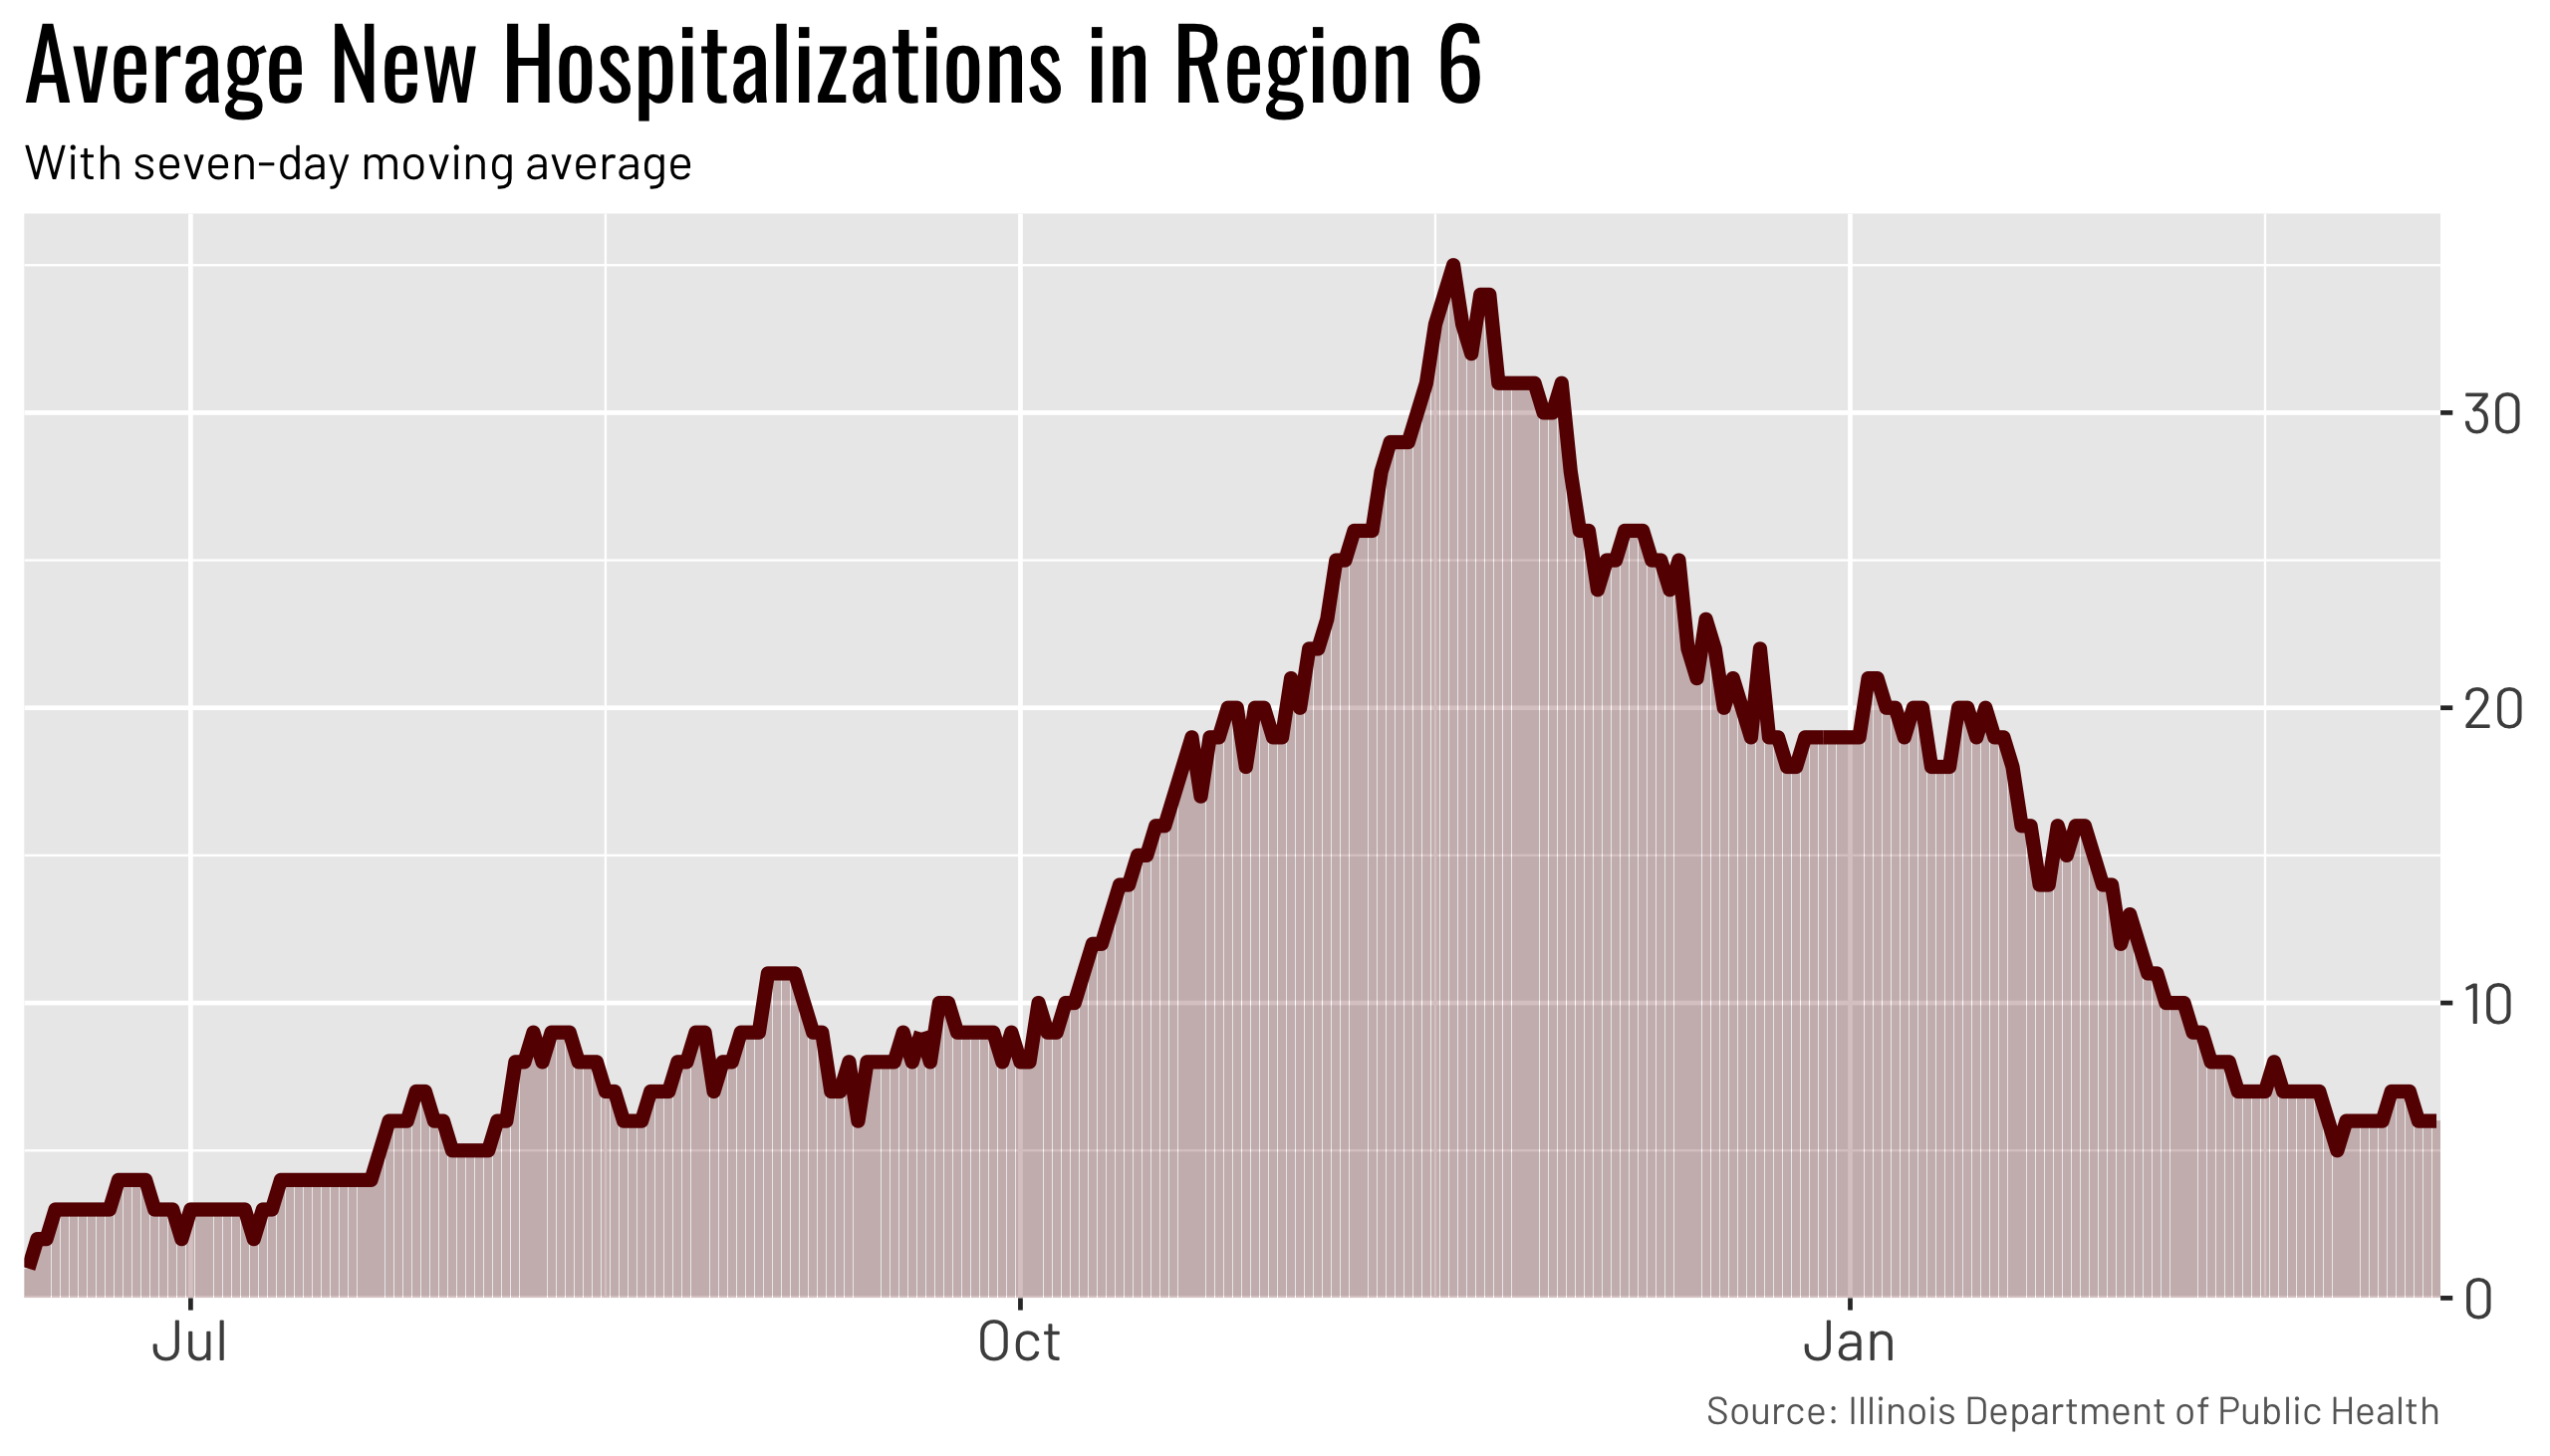 Average New Hospitalizations in Region 6
With seven-day moving average
30
20
10
0
Jul Oct Jan
Source: Illinois Department of Public Health